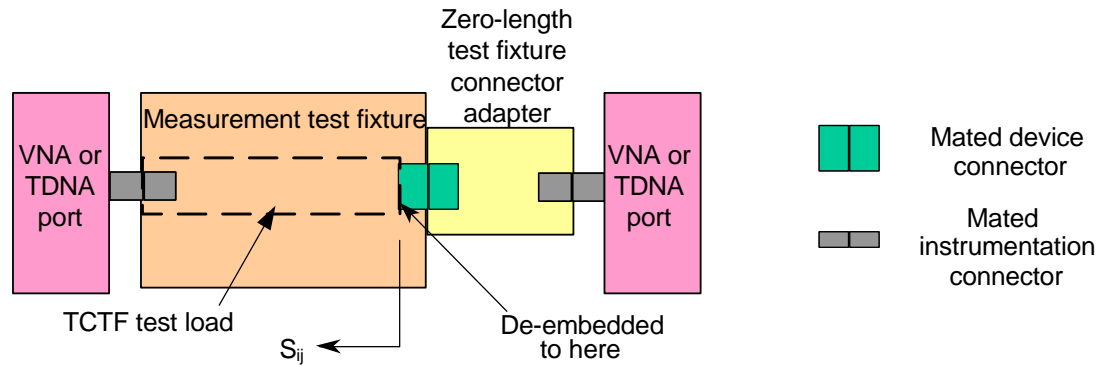 Zero-length
test fixture
connector
adapter
Measurement test fixture
VNA or
TDNA
port
VNA or
TDNA
port
Mated device
connector
Mated
instrumentation
connector
TCTF test load
De-embedded
to here
Sij